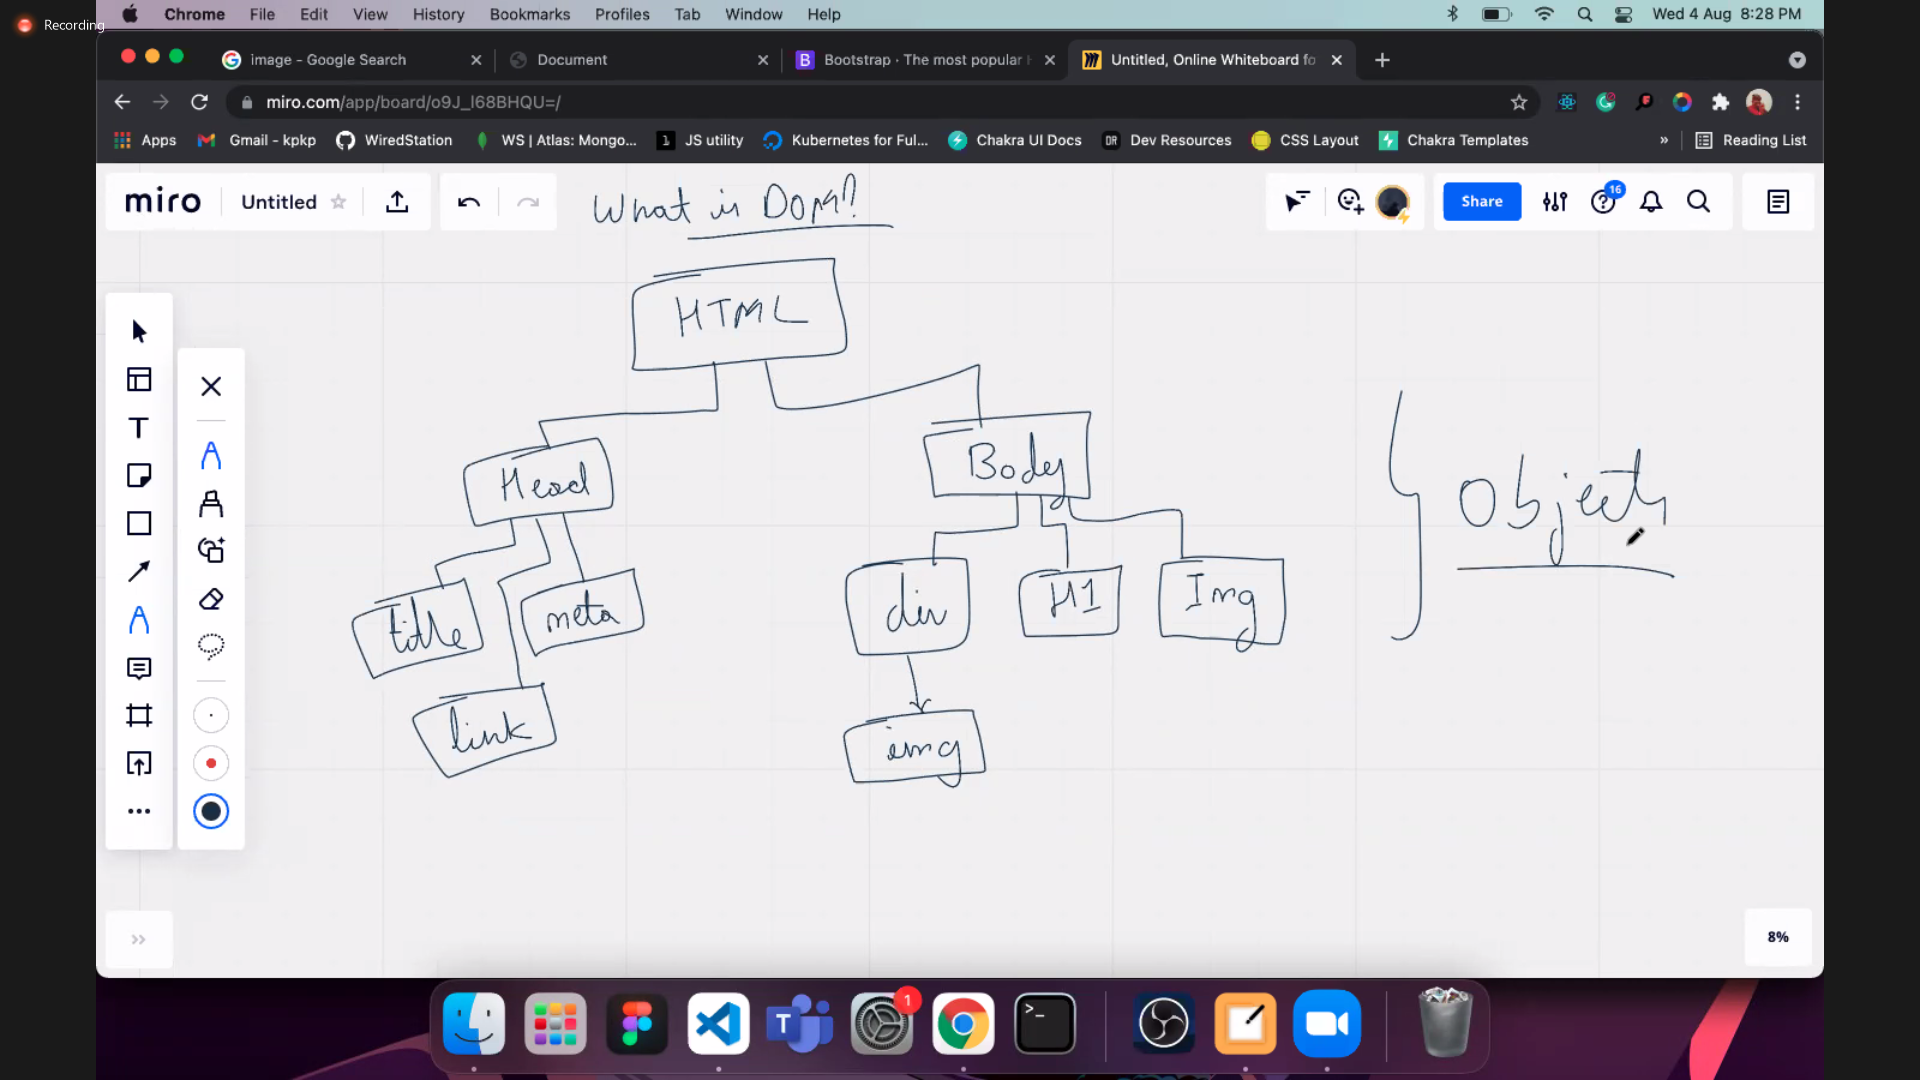 Recording
Chrome File Edit View History Bookmarks Profiles Tab Window Help
Wed 4 Aug 8:28 PM
image - Google Search
Document
Bootstrap · The most popular
Untitled, Online Whiteboard fo
miro.com/app/board/o9J_l68BHQU=/
Apps
Gmail - kpkp
WiredStation
WS | Atlas: Mongo...
JS utility
Kubernetes for Ful...
Chakra UI Docs
DR
Dev Resources
CSS Layout
Chakra Templates
»
Reading List
miro
Untitled
What is DOM?
Share
16
HTML
Head
Body
Objects
title
meta
div
H1
Img
link
img
8%
1